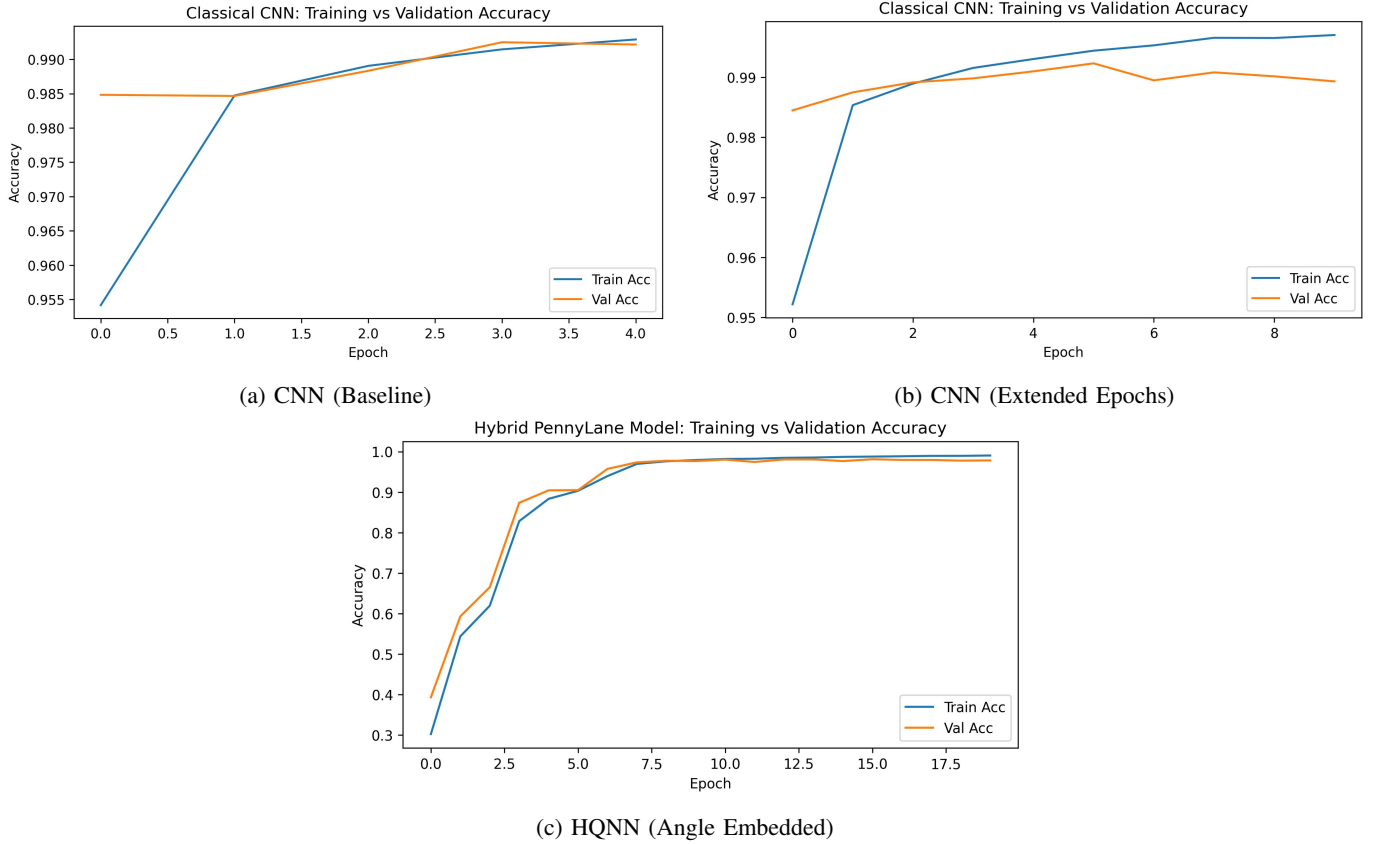 Classical CNN: Training vs Validation Accuracy
Accuracy
0.990
0.985
0.980
0.975
0.970
0.965
0.960
0.955
0.0 0.5 1.0 1.5 2.0 2.5 3.0 3.5 4.0
Epoch
Train Acc
Val Acc
(a) CNN (Baseline)
Classical CNN: Training vs Validation Accuracy
Accuracy
0.99
0.98
0.97
0.96
0.95
0 2 4 6 8
Epoch
Train Acc
Val Acc
(b) CNN (Extended Epochs)
Hybrid PennyLane Model: Training vs Validation Accuracy
Accuracy
1.0
0.9
0.8
0.7
0.6
0.5
0.4
0.3
0.0 2.5 5.0 7.5 10.0 12.5 15.0 17.5
Epoch
Train Acc
Val Acc
(c) HQNN (Angle Embedded)